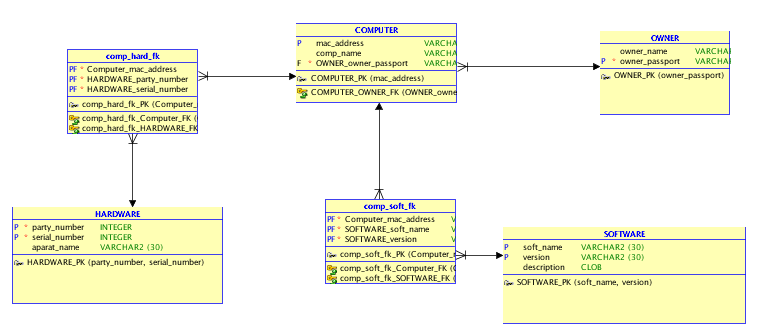 COMPUTER
P mac_address VARCHA
comp_name VARCHA
F * OWNER_owner_passport VARCHA
COMPUTER_PK (mac_address)
COMPUTER_OWNER_FK (OWNER_owne
OWNER
owner_name VARCHA
P * owner_passport VARCHA
OWNER_PK (owner_passport)
comp_hard_fk
PF * Computer_mac_address
PF * HARDWARE_party_number
PF * HARDWARE_serial_number
comp_hard_fk_PK (Computer_
comp_hard_fk_Computer_FK (
comp_hard_fk_HARDWARE_FK
HARDWARE
P * party_number INTEGER
P * serial_number INTEGER
aparat_name VARCHAR2 (30)
HARDWARE_PK (party_number, serial_number)
comp_soft_fk
PF * Computer_mac_address V
PF * SOFTWARE_soft_name V
PF * SOFTWARE_version V
comp_soft_fk_PK (Computer_
comp_soft_fk_Computer_FK (C
comp_soft_fk_SOFTWARE_FK (
SOFTWARE
P soft_name VARCHAR2 (30)
P version VARCHAR2 (30)
description CLOB
SOFTWARE_PK (soft_name, version)